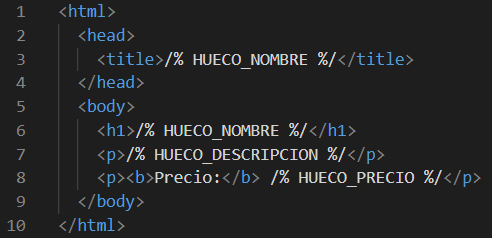 1 <html>
2 <head>
3 <title>/% HUECO_NOMBRE %/</title>
4 </head>
5 <body>
6 <h1>/% HUECO_NOMBRE %/</h1>
7 <p>/% HUECO_DESCRIPCION %/</p>
8 <p><b>Precio:</b> /% HUECO_PRECIO %/</p>
9 </body>
10 </html>